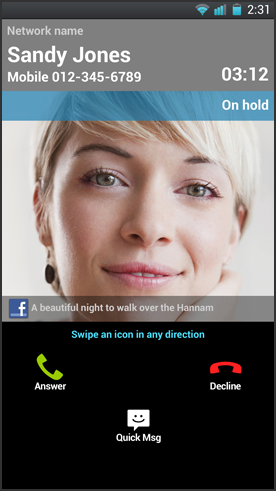 2:31
Network name
Sandy Jones
Mobile 012-345-6789 03:12
On hold
f A beautiful night to walk over the Hannam
Swipe an icon in any direction
Answer Decline
Quick Msg